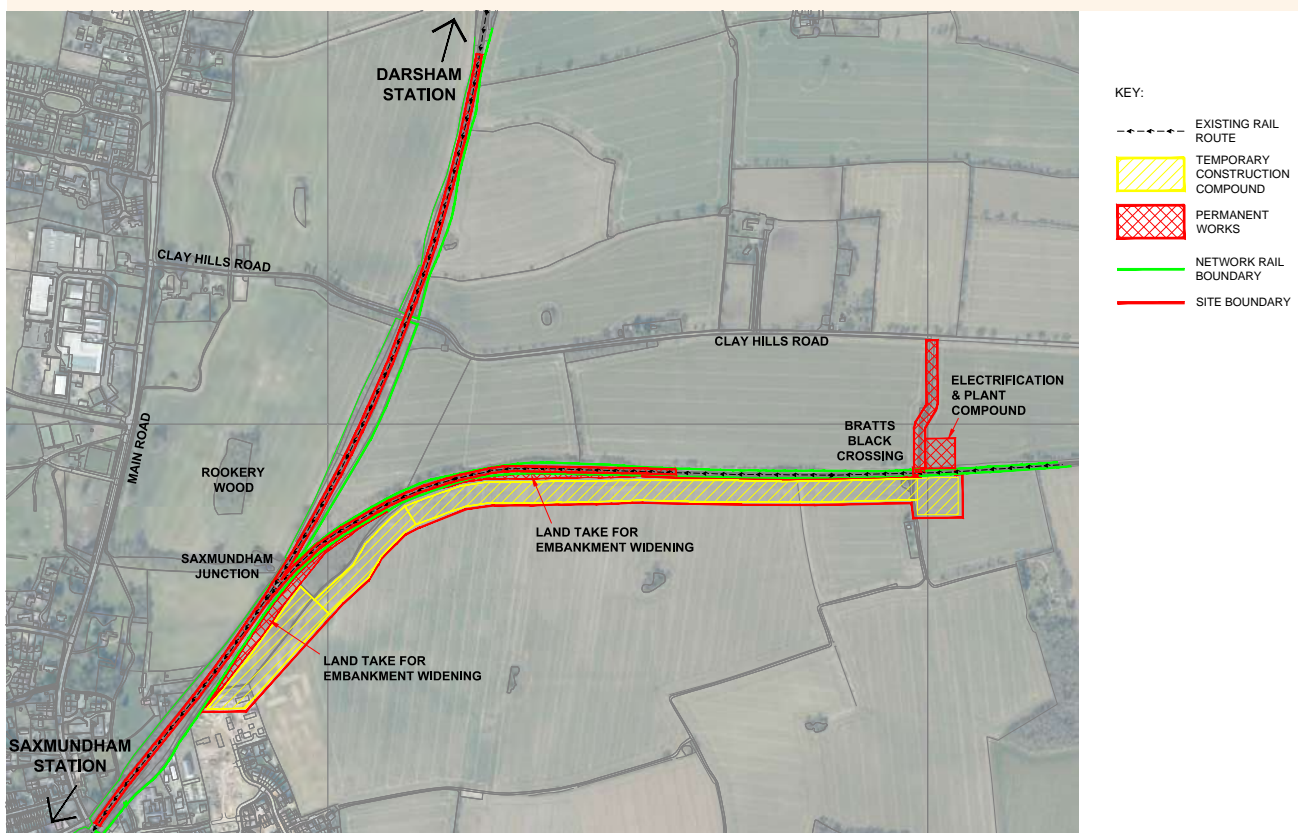 DARSHAM
STATION
CLAY HILLS ROAD
CLAY HILLS ROAD
MAIN ROAD
ROOKERY
WOOD
SAXMUNDHAM
JUNCTION
BRATTS
BLACK
CROSSING
ELECTRIFICATION
& PLANT
COMPOUND
LAND TAKE FOR
EMBANKMENT WIDENING
LAND TAKE FOR
EMBANKMENT WIDENING
SAXMUNDHAM
STATION
KEY:
EXISTING RAIL
ROUTE
TEMPORARY
CONSTRUCTION
COMPOUND
PERMANENT
WORKS
NETWORK RAIL
BOUNDARY
SITE BOUNDARY